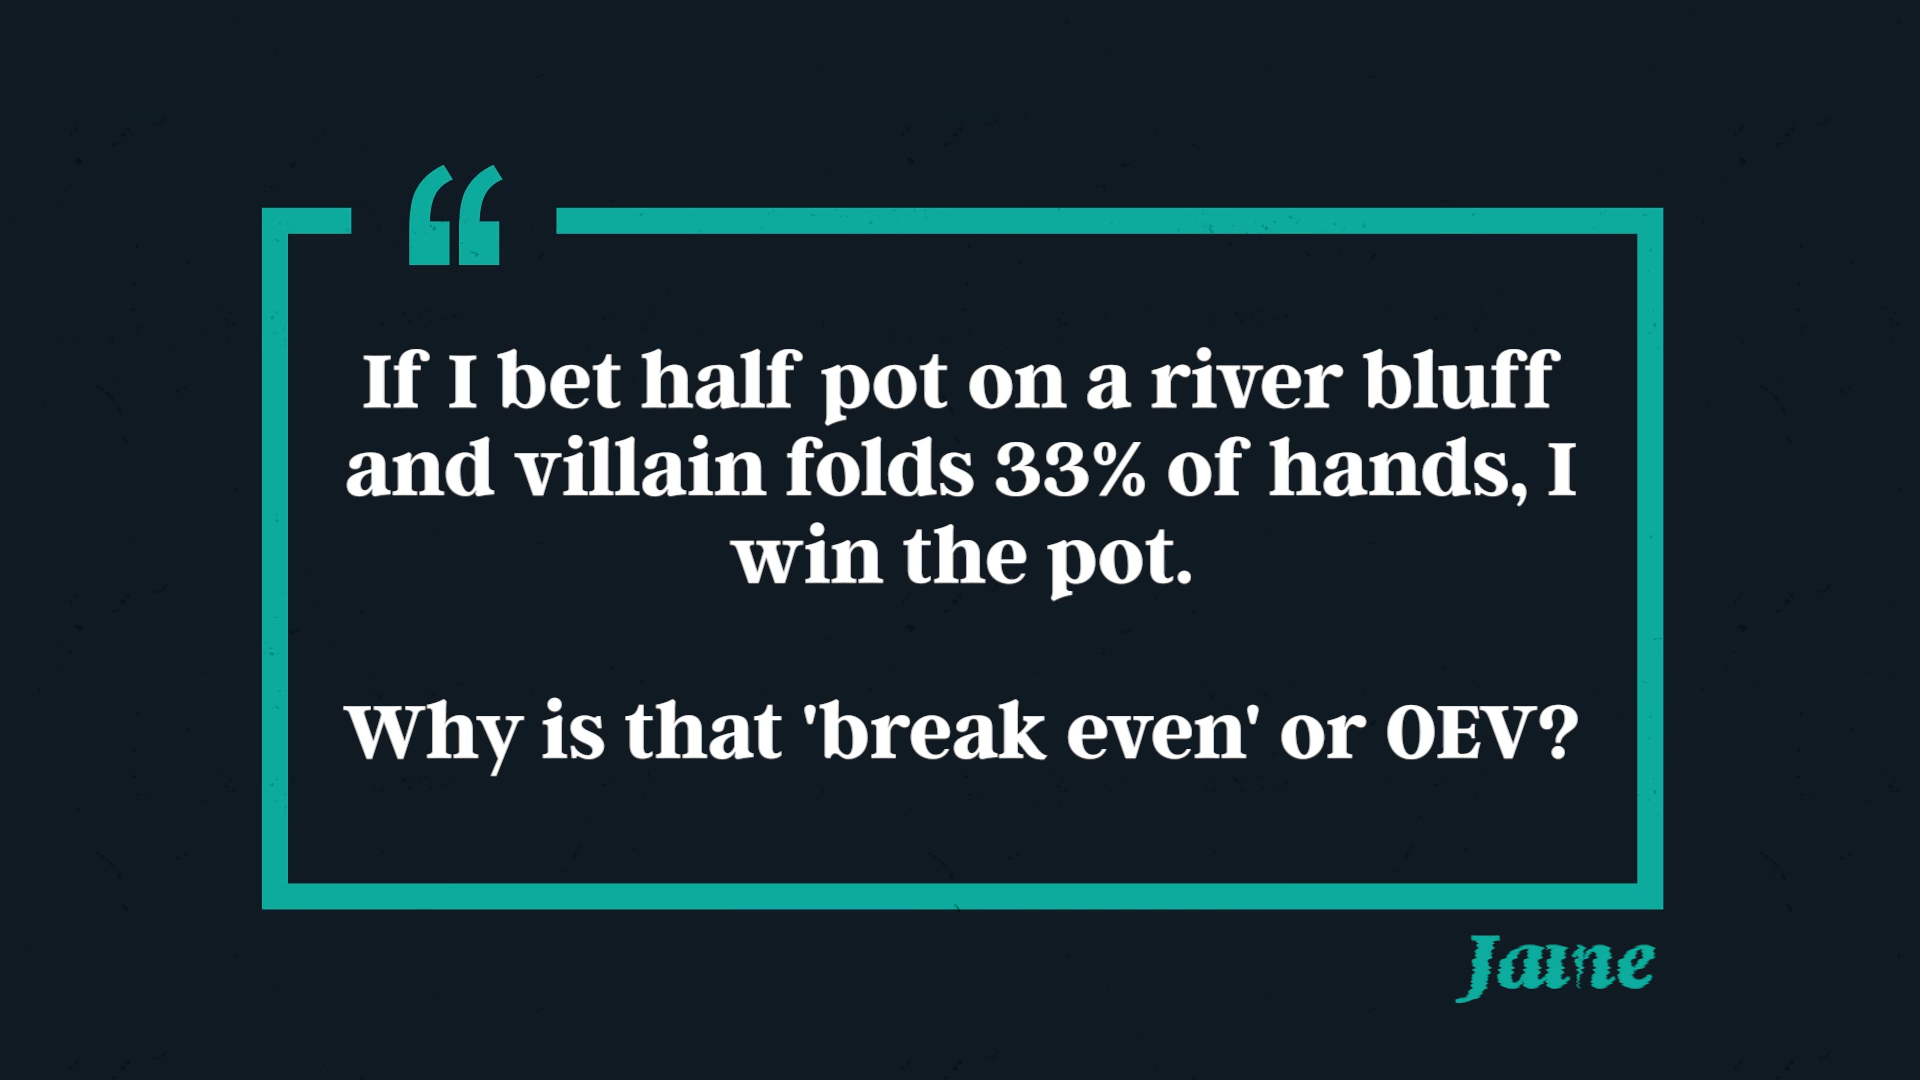 “
If I bet half pot on a river bluff
and villain folds 33% of hands, I
win the pot.
Why is that 'break even' or 0EV?
Jaine